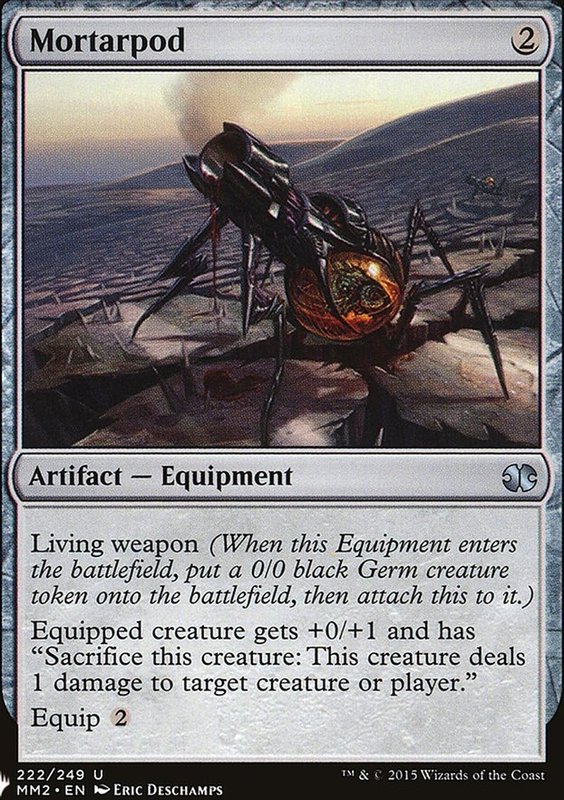 Mortarpod 2
Artifact — Equipment
Living weapon (When this Equipment enters
the battlefield, put a 0/0 black Germ creature
token onto the battlefield, then attach this to it.)
Equipped creature gets +0/+1 and has
“Sacrifice this creature: This creature deals
1 damage to target creature or player.”
Equip 2
222/249 U
MM2 • EN Eric Deschamps
™ & © 2015 Wizards of the Coast